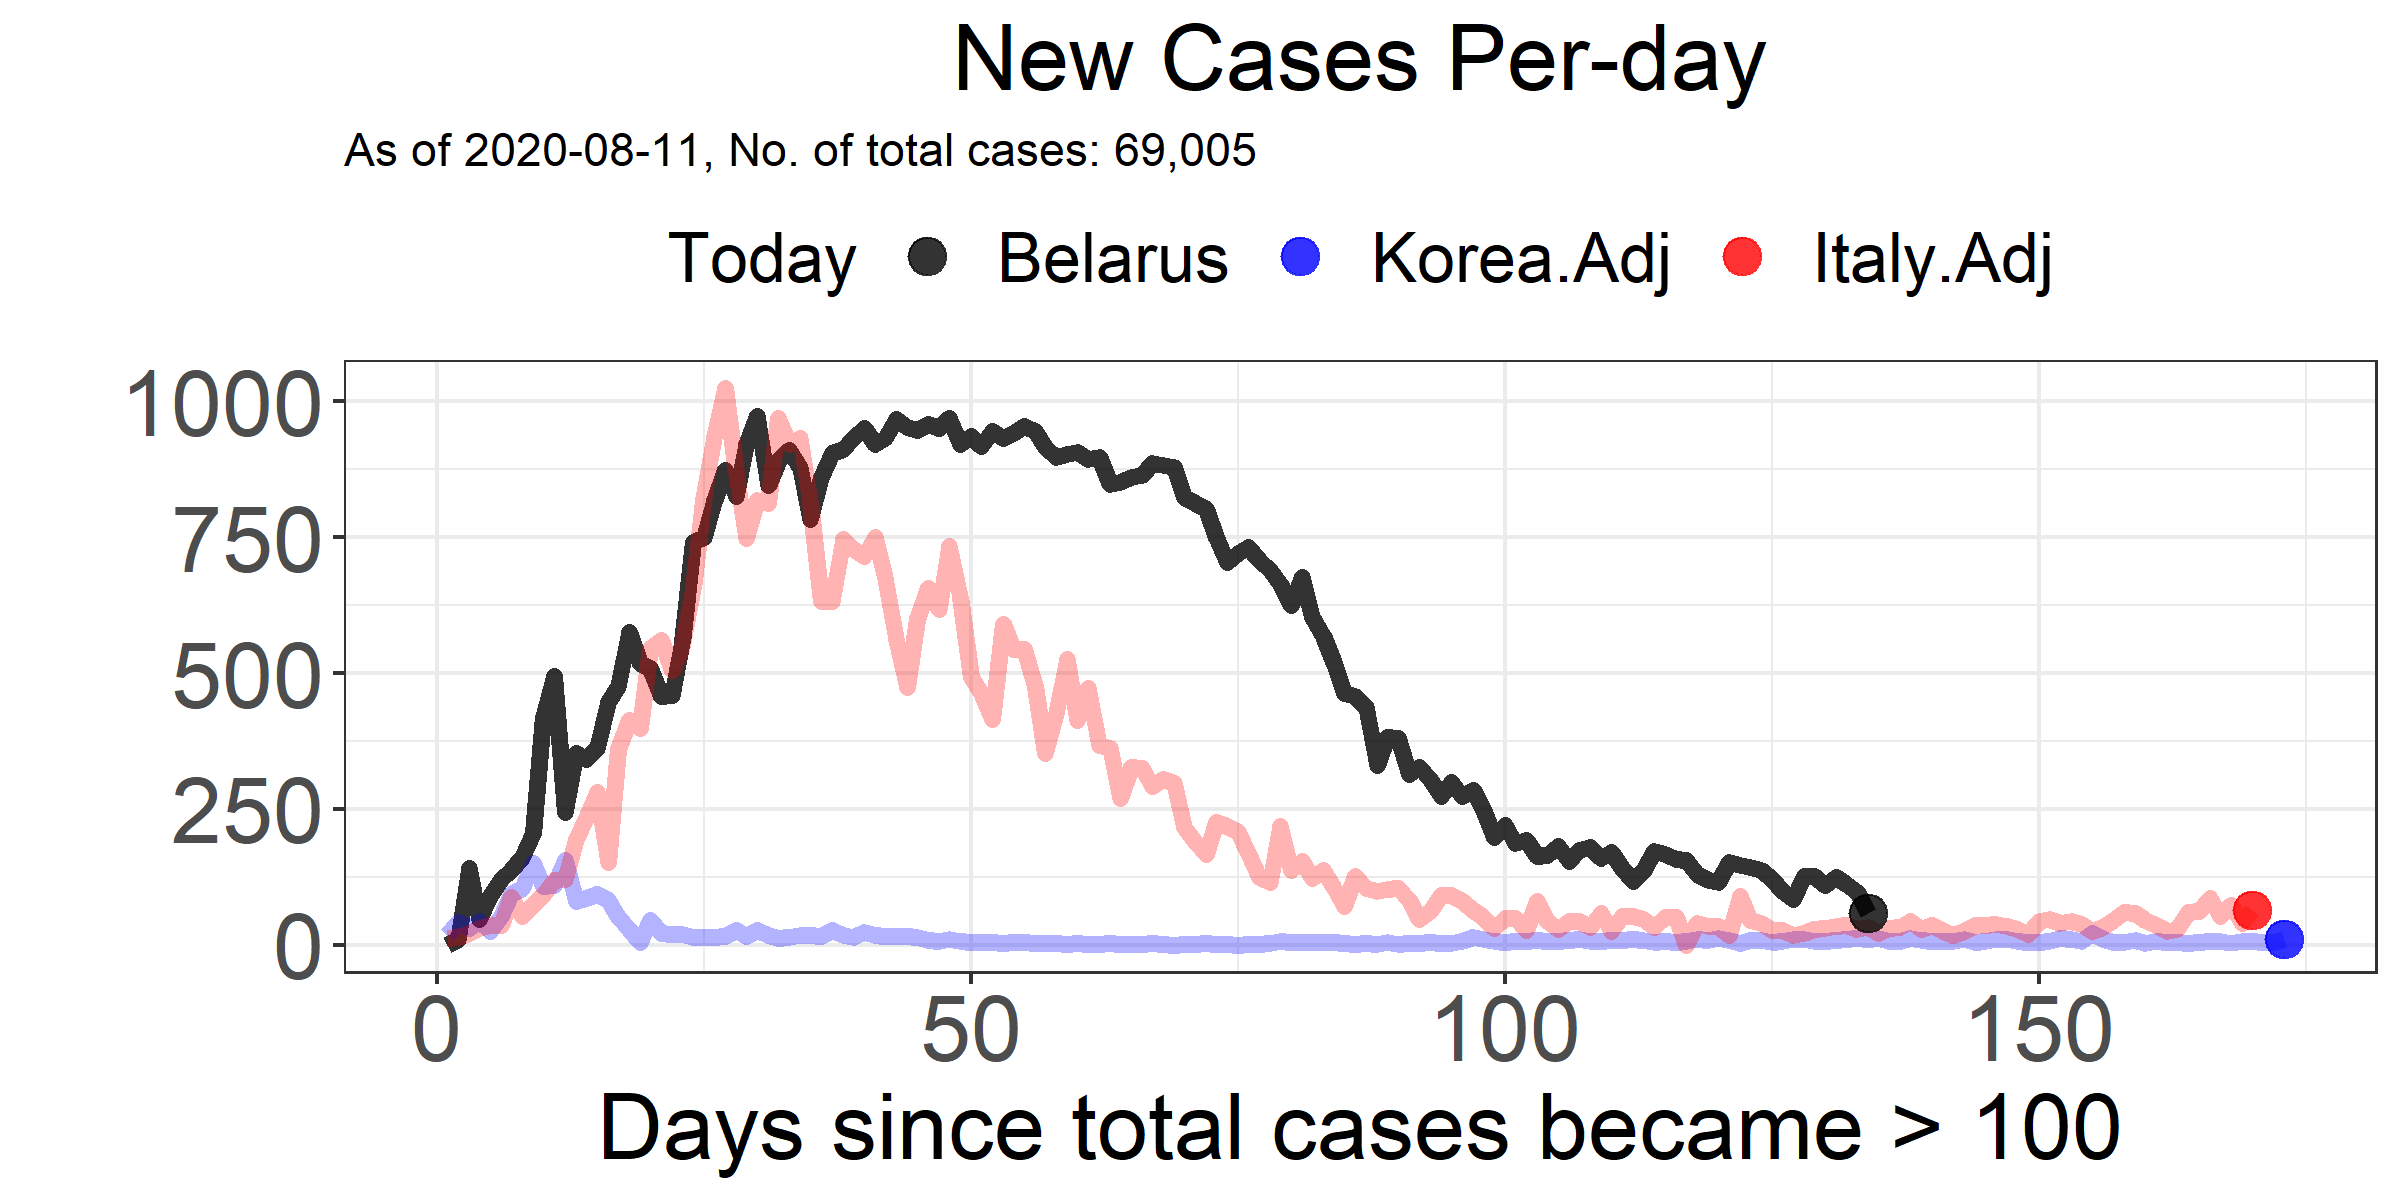 New Cases Per-day
As of 2020-08-11, No. of total cases: 69,005
Today Belarus Korea.Adj Italy.Adj
1000
750
500
250
0
0 50 100 150
Days since total cases became > 100